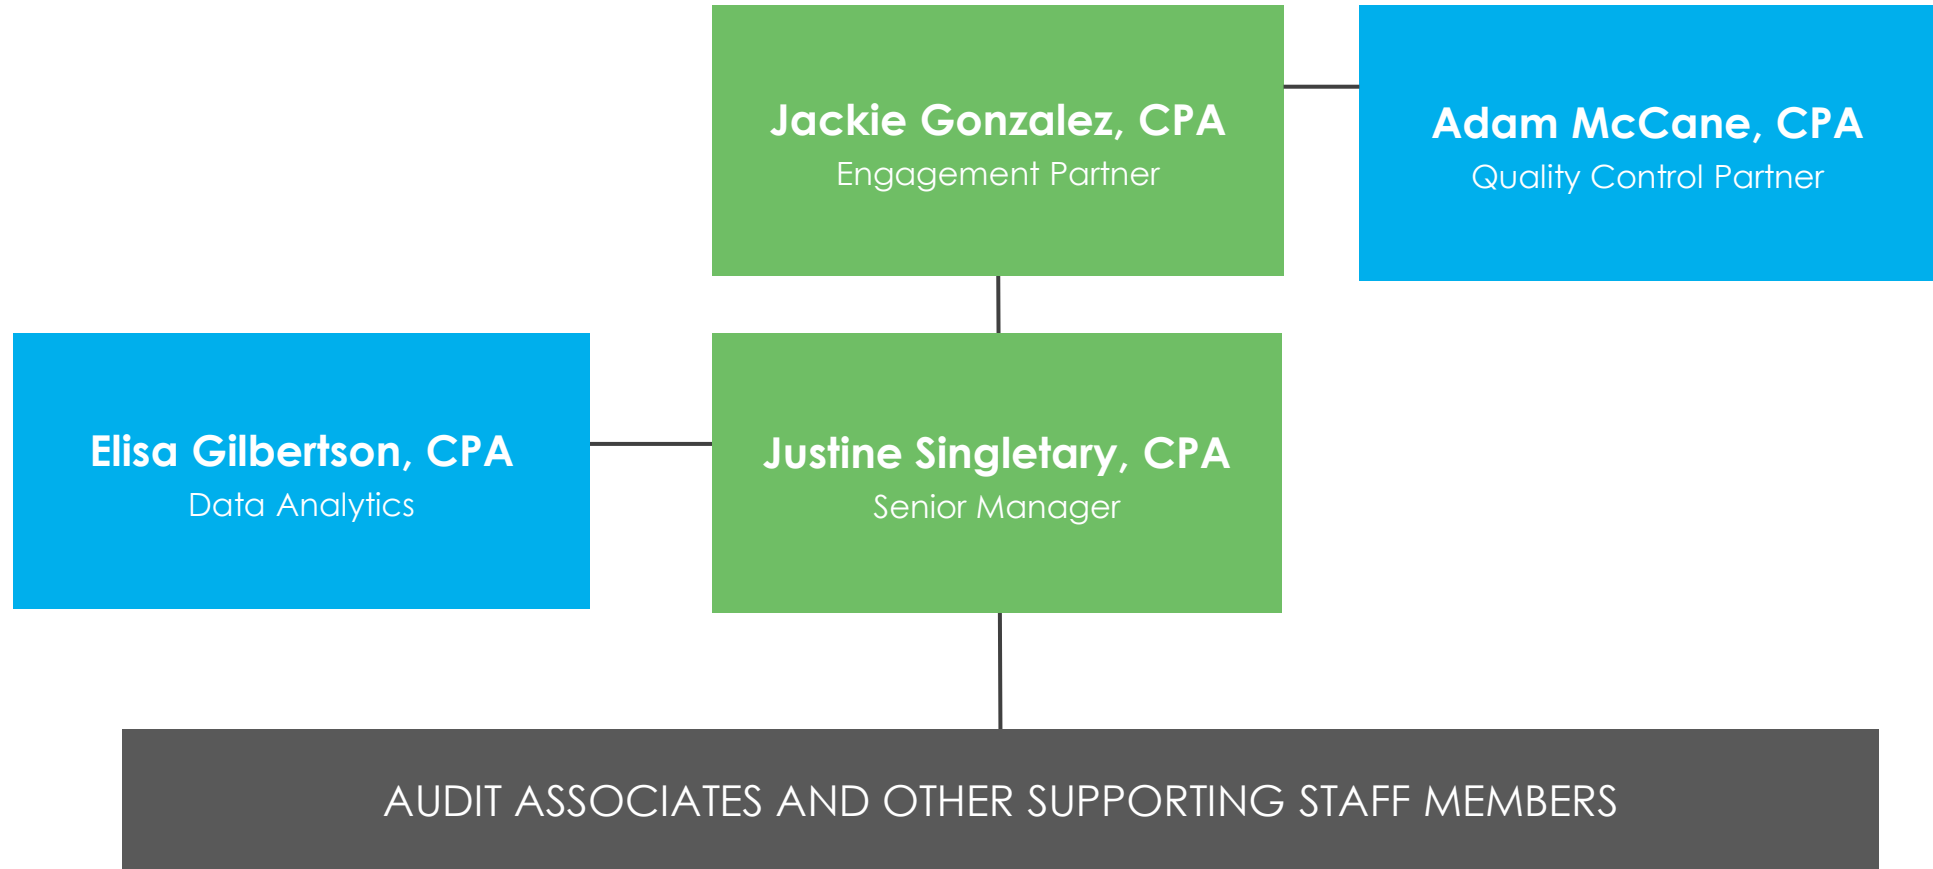 Jackie Gonzalez, CPA
Engagement Partner
Adam McCane, CPA
Quality Control Partner
Elisa Gilbertson, CPA
Data Analytics
Justine Singletary, CPA
Senior Manager
AUDIT ASSOCIATES AND OTHER SUPPORTING STAFF MEMBERS